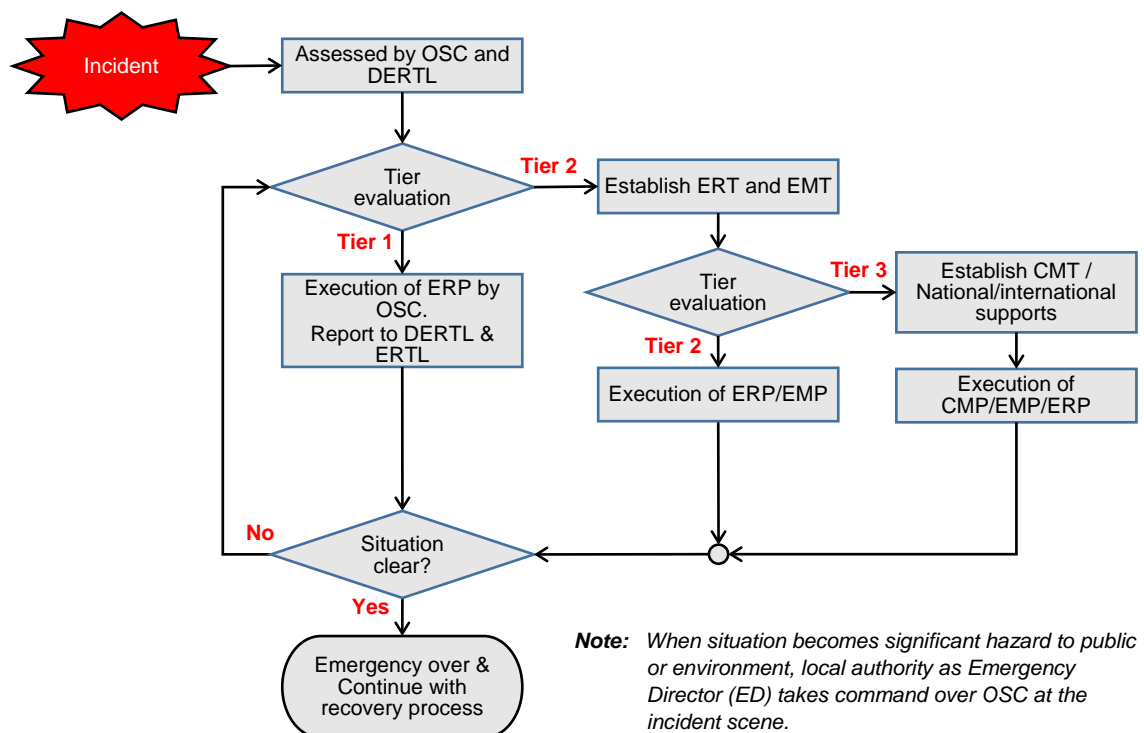 Incident
Assessed by OSC and
DERTL
Tier
evaluation
Tier 2
Establish ERT and EMT
Tier 1
Execution of ERP by
OSC.
Report to DERTL &
ERTL
Tier
evaluation
Tier 3
Establish CMT /
National/international
supports
Tier 2
Execution of ERP/EMP
Execution of
CMP/EMP/ERP
No
Situation
clear?
Yes
Emergency over &
Continue with
recovery process
Note: When situation becomes significant hazard to public
or environment, local authority as Emergency
Director (ED) takes command over OSC at the
incident scene.